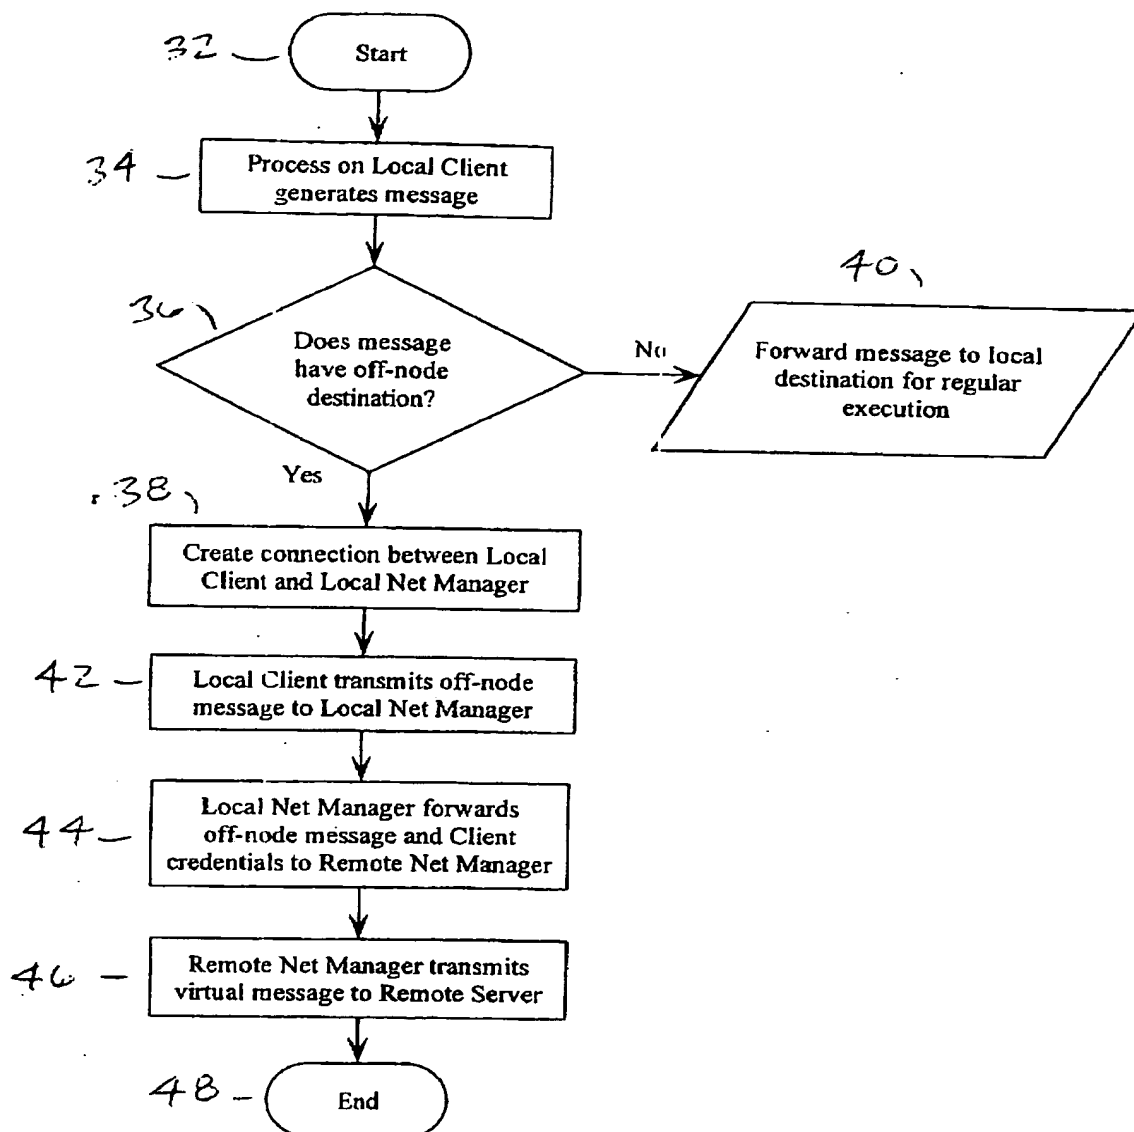 32
Start
34
Process on Local Client
generates message
36
Does message
have off-node
destination?
No
40
Forward message to local
destination for regular
execution
Yes
38
Create connection between Local
Client and Local Net Manager
42
Local Client transmits off-node
message to Local Net Manager
44
Local Net Manager forwards
off-node message and Client
credentials to Remote Net Manager
46
Remote Net Manager transmits
virtual message to Remote Server
48
End